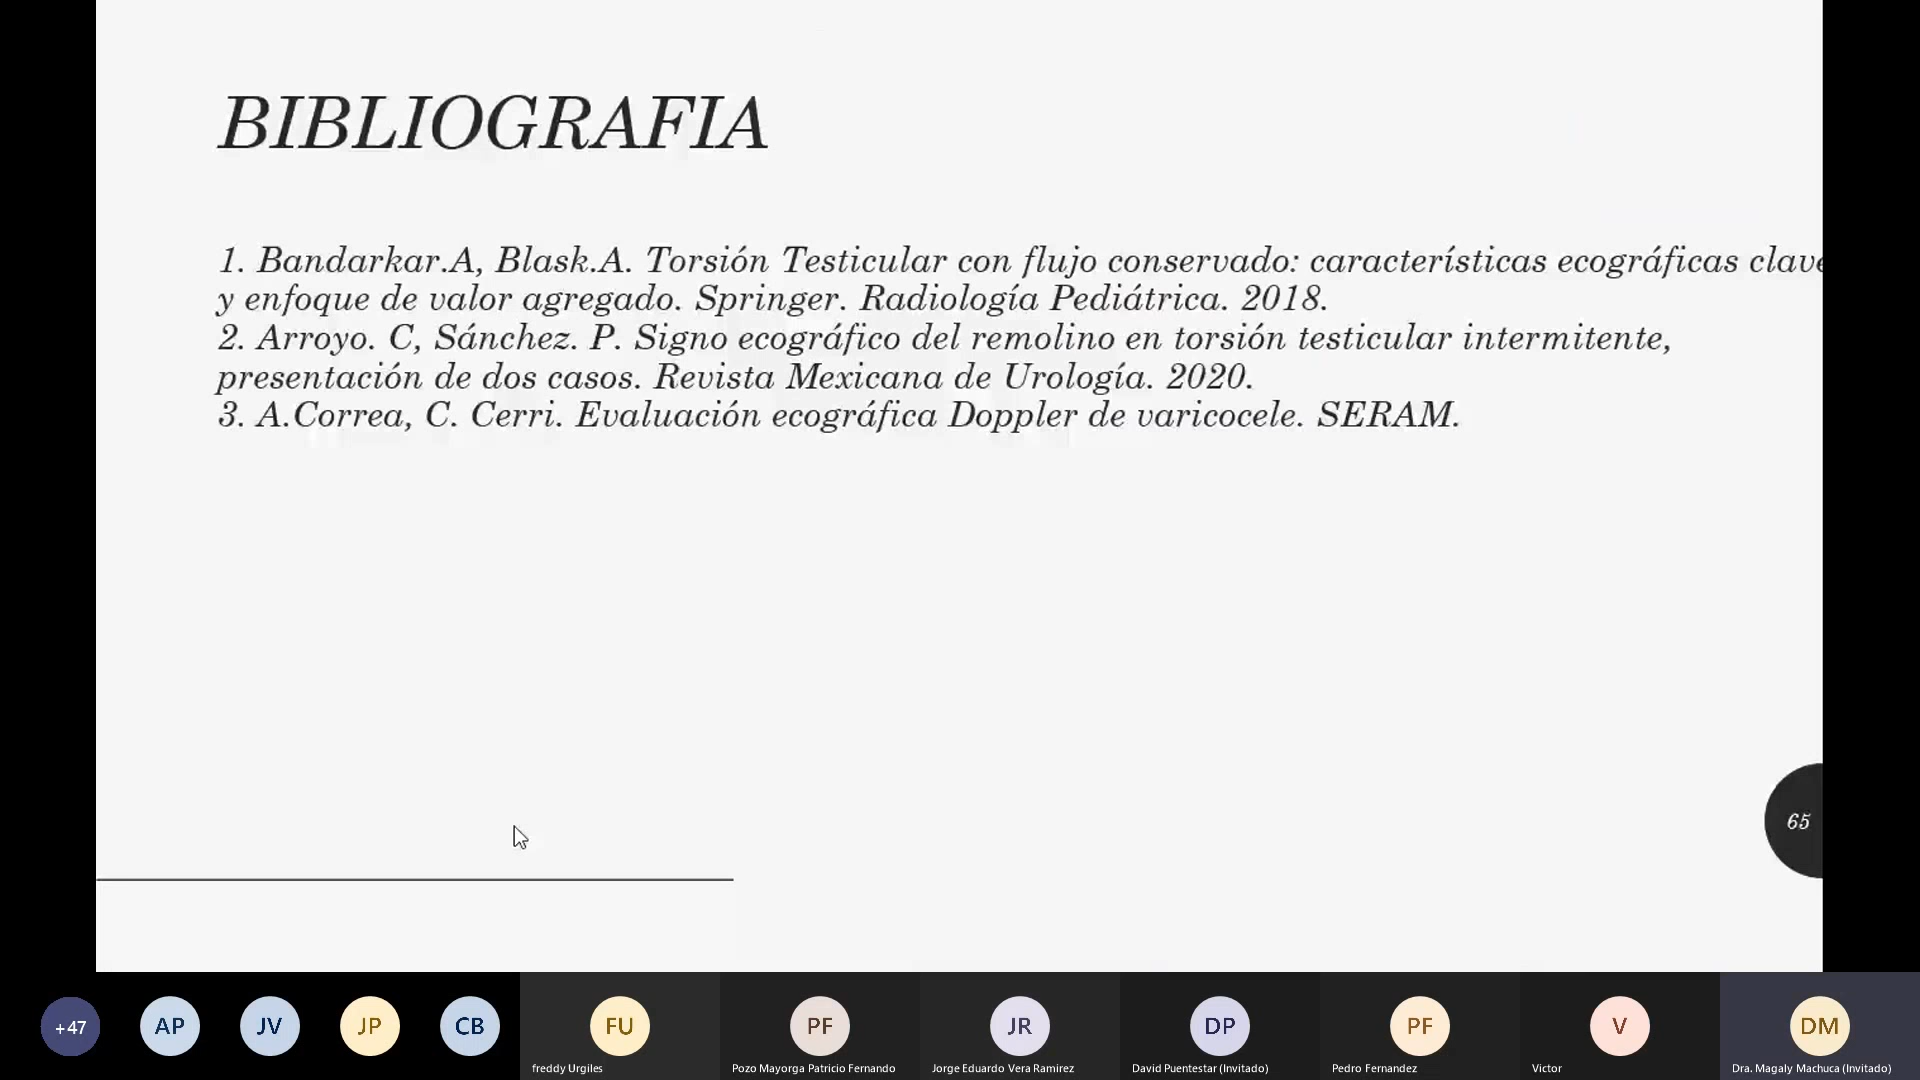 BIBLIOGRAFIA
1. Bandarkar.A, Blask.A. Torsión Testicular con flujo conservado: características ecográficas clave
y enfoque de valor agregado. Springer. Radiología Pediátrica. 2018.
2. Arroyo. C, Sánchez. P. Signo ecográfico del remolino en torsión testicular intermitente,
presentación de dos casos. Revista Mexicana de Urología. 2020.
3. A.Correa, C. Cerri. Evaluación ecográfica Doppler de varicocele. SERAM.
65
+47
AP
JV
JP
CB
FU
PF
JR
DP
PF
V
DM
freddy Urgiles
Pozo Mayorga Patricio Fernando
Jorge Eduardo Vera Ramirez
David Puentestar (Invitado)
Pedro Fernandez
Victor
Dra. Magaly Machuca (Invitado)